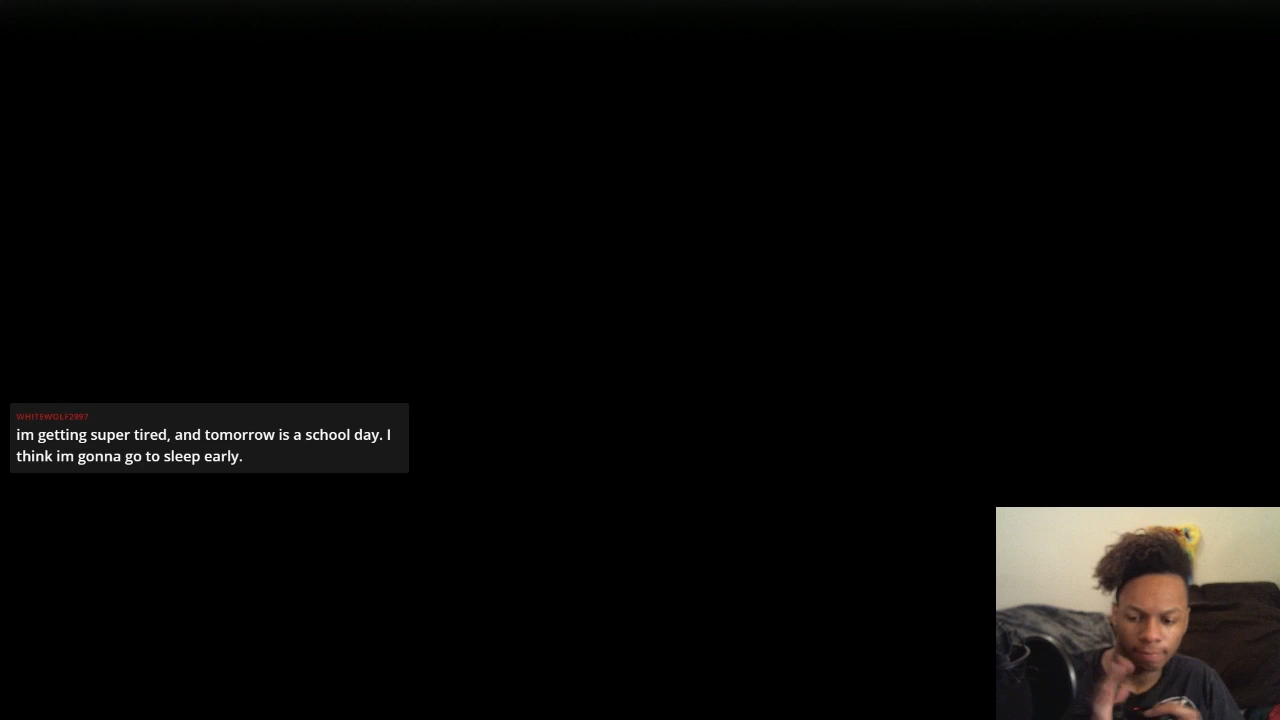 WHITEWOLF2997
im getting super tired, and tomorrow is a school day. I
think im gonna go to sleep early.